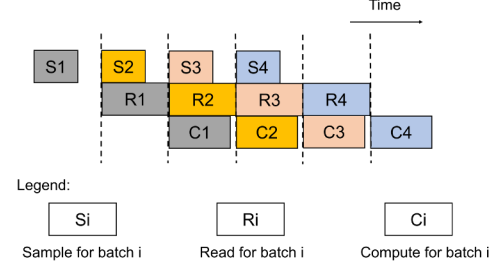 Time
S1 S2 S3 S4
R1 R2 R3 R4
C1 C2 C3 C4
Legend:
Si Ri Ci
Sample for batch i Read for batch i Compute for batch i